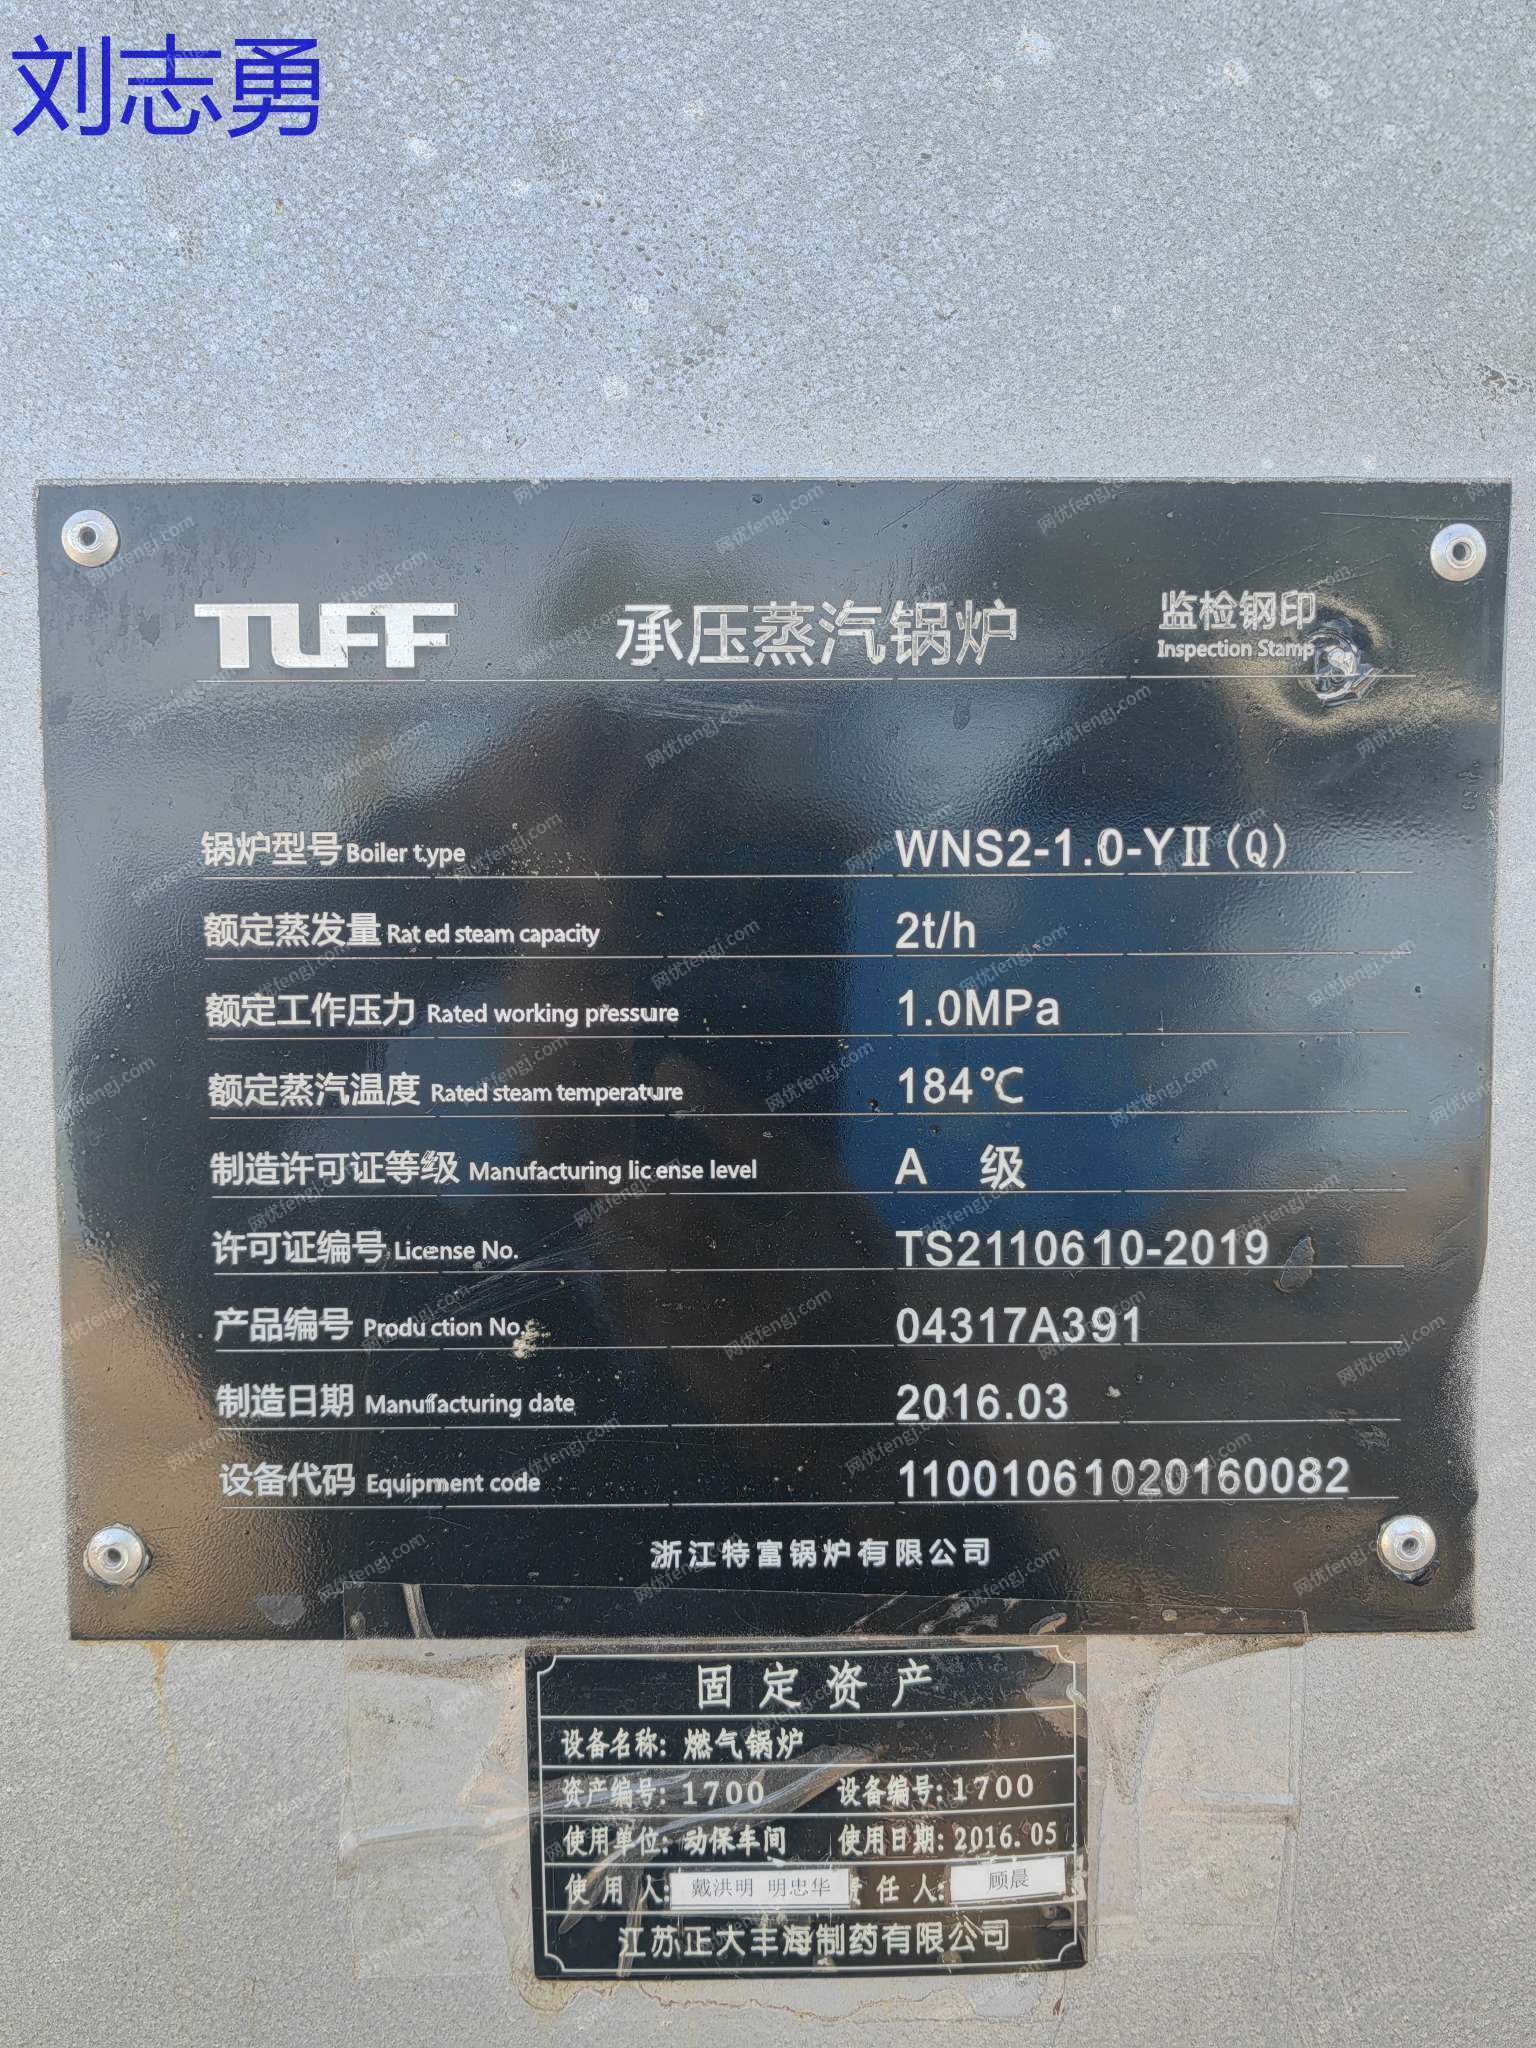 刘志勇
TUFF 承压蒸汽锅炉 监检钢印
Inspection Stamp
锅炉型号 Boiler type WNS2-1.0-YⅡ(Q)
额定蒸发量 Rated steam capacity 2t/h
额定工作压力 Rated working pressure 1.0MPa
额定蒸汽温度 Rated steam temperature 184℃
制造许可证等级 Manufacturing license level A 级
许可证编号 License No. TS2110610-2019
产品编号 Production No. 04317A391
制造日期 Manufacturing date 2016.03
设备代码 Equipment code 11001061020160082
浙江特富锅炉有限公司
固定资产
设备名称: 燃气锅炉
资产编号: 1700 设备编号: 1700
使用单位: 动保车间 使用日期: 2016.05
使用人: 戴洪明 明忠华 责任人: 顾晨
江苏正大丰海制药有限公司
网优fengj.com